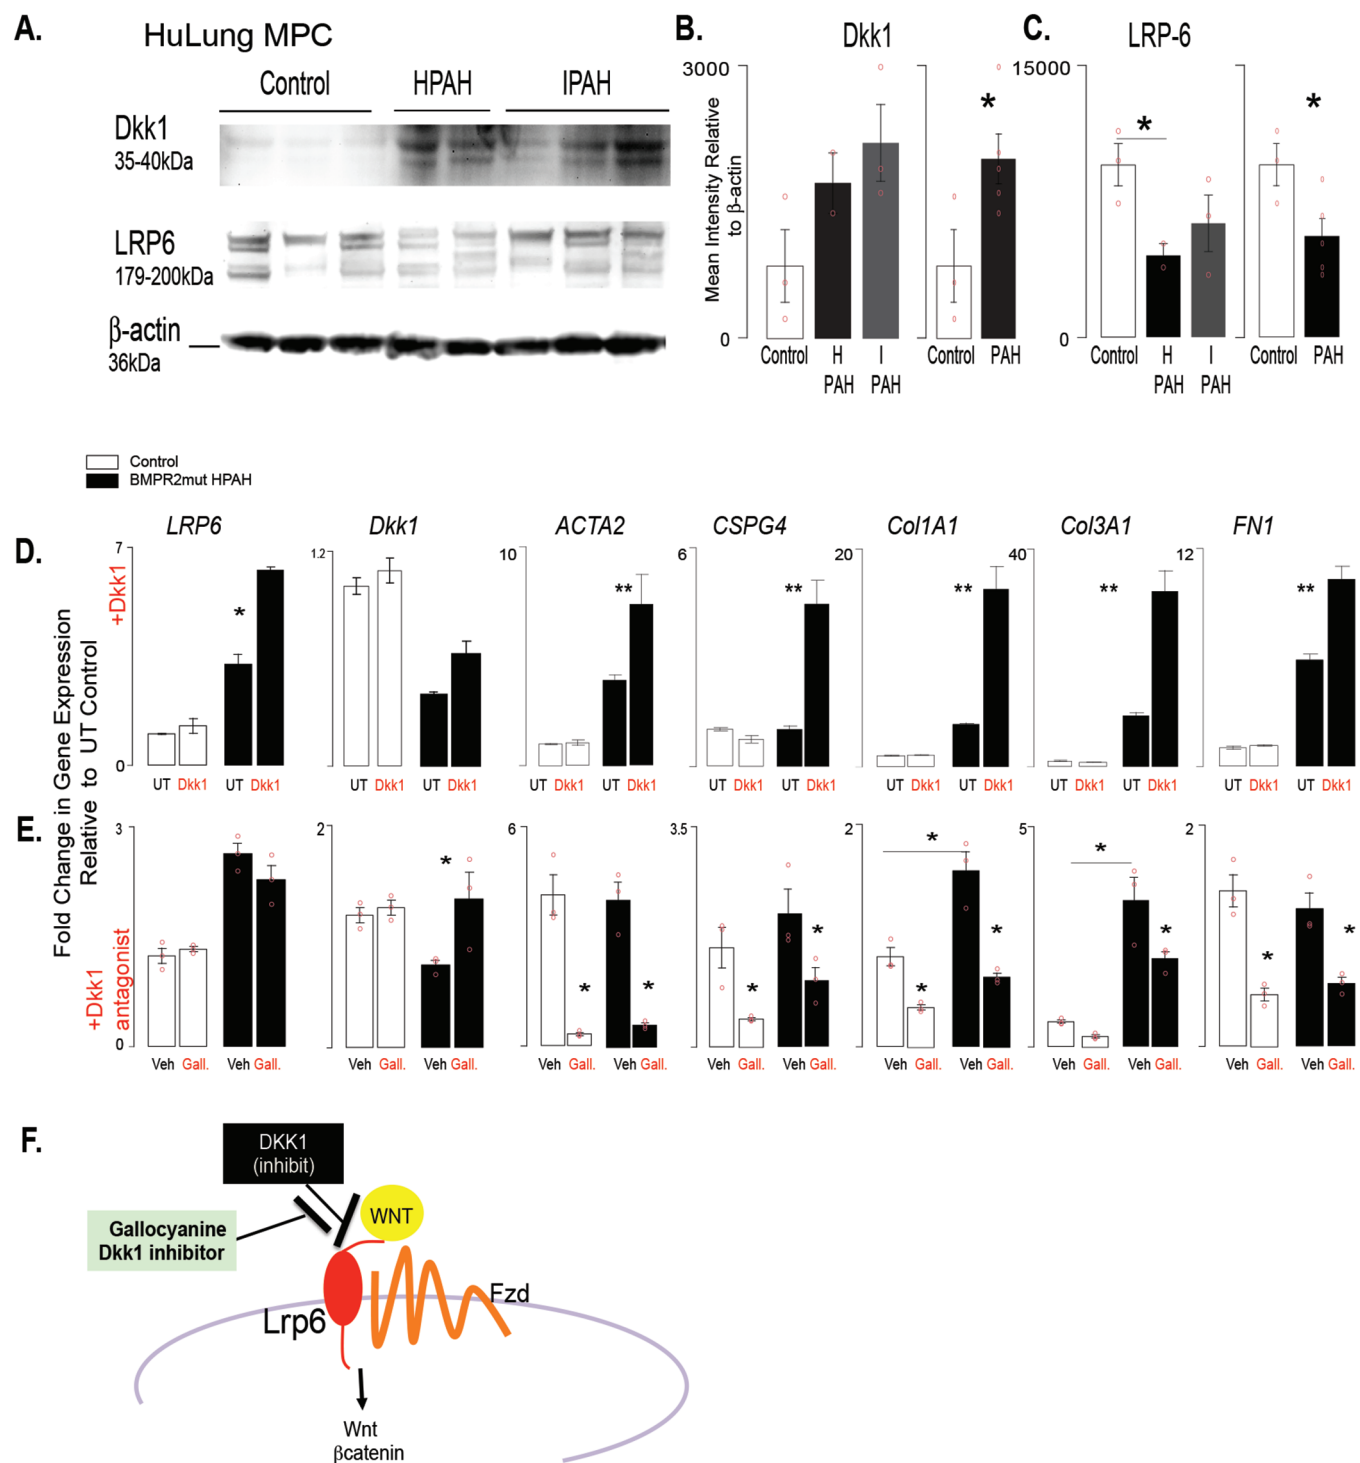 A.
HuLung MPC
Control HPAH IPAH
Dkk1
35-40kDa
LRP6
179-200kDa
β-actin
36kDa
B.
Dkk1
3000
0
Mean Intensity Relative
to β-actin
*
Control H I Control PAH
PAH PAH
C.
LRP-6
15000
0
* *
Control H I Control PAH
PAH PAH
Control
BMPR2mut HPAH
Fold Change in Gene Expression
Relative to UT Control
LRP6 Dkk1 ACTA2 CSPG4 Col1A1 Col3A1 FN1
D.
+Dkk1
7 1.2 10 6 20 40 12
0
* ** ** ** ** **
UT Dkk1 UT Dkk1 UT Dkk1 UT Dkk1 UT Dkk1 UT Dkk1 UT Dkk1 UT Dkk1 UT Dkk1 UT Dkk1 UT Dkk1 UT Dkk1 UT Dkk1 UT Dkk1
E.
+Dkk1
antagonist
3 2 6 3.5 2 5 2
0
* * * * * * * * * * * *
Veh Gall. Veh Gall. Veh Gall. Veh Gall. Veh Gall. Veh Gall. Veh Gall. Veh Gall. Veh Gall. Veh Gall. Veh Gall. Veh Gall. Veh Gall. Veh Gall.
F.
DKK1
(inhibit)
WNT
Gallocyanine
Dkk1 inhibitor
Fzd
Lrp6
Wnt
βcatenin